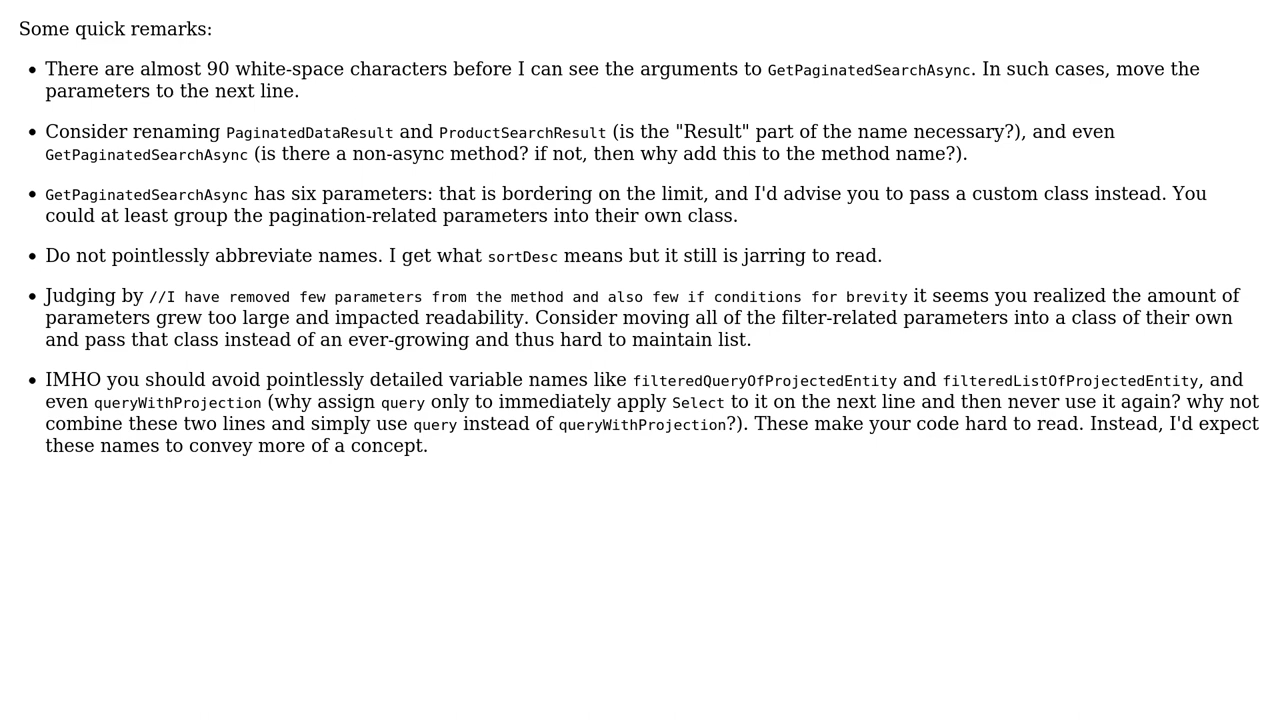 Some quick remarks:
• There are almost 90 white-space characters before I can see the arguments to GetPaginatedSearchAsync. In such cases, move the
parameters to the next line.
• Consider renaming PaginatedDataResult and ProductSearchResult (is the "Result" part of the name necessary?), and even
GetPaginatedSearchAsync (is there a non-async method? if not, then why add this to the method name?).
• GetPaginatedSearchAsync has six parameters: that is bordering on the limit, and I'd advise you to pass a custom class instead. You
could at least group the pagination-related parameters into their own class.
• Do not pointlessly abbreviate names. I get what sortDesc means but it still is jarring to read.
• Judging by //I have removed few parameters from the method and also few if conditions for brevity it seems you realized the amount of
parameters grew too large and impacted readability. Consider moving all of the filter-related parameters into a class of their own
and pass that class instead of an ever-growing and thus hard to maintain list.
• IMHO you should avoid pointlessly detailed variable names like filteredQueryOfProjectedEntity and filteredListOfProjectedEntity, and
even queryWithProjection (why assign query only to immediately apply Select to it on the next line and then never use it again? why not
combine these two lines and simply use query instead of queryWithProjection?). These make your code hard to read. Instead, I'd expect
these names to convey more of a concept.